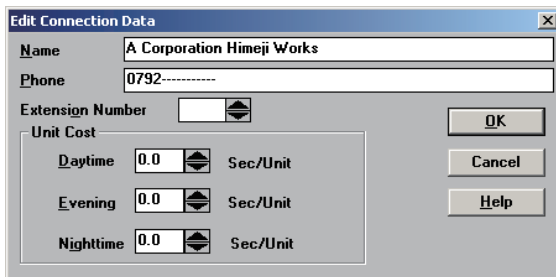 Edit Connection Data
Name A Corporation Himeji Works
Phone 0792-----------
Extension Number
OK
Unit Cost
Daytime 0.0 Sec/Unit
Cancel
Evening 0.0 Sec/Unit
Help
Nighttime 0.0 Sec/Unit